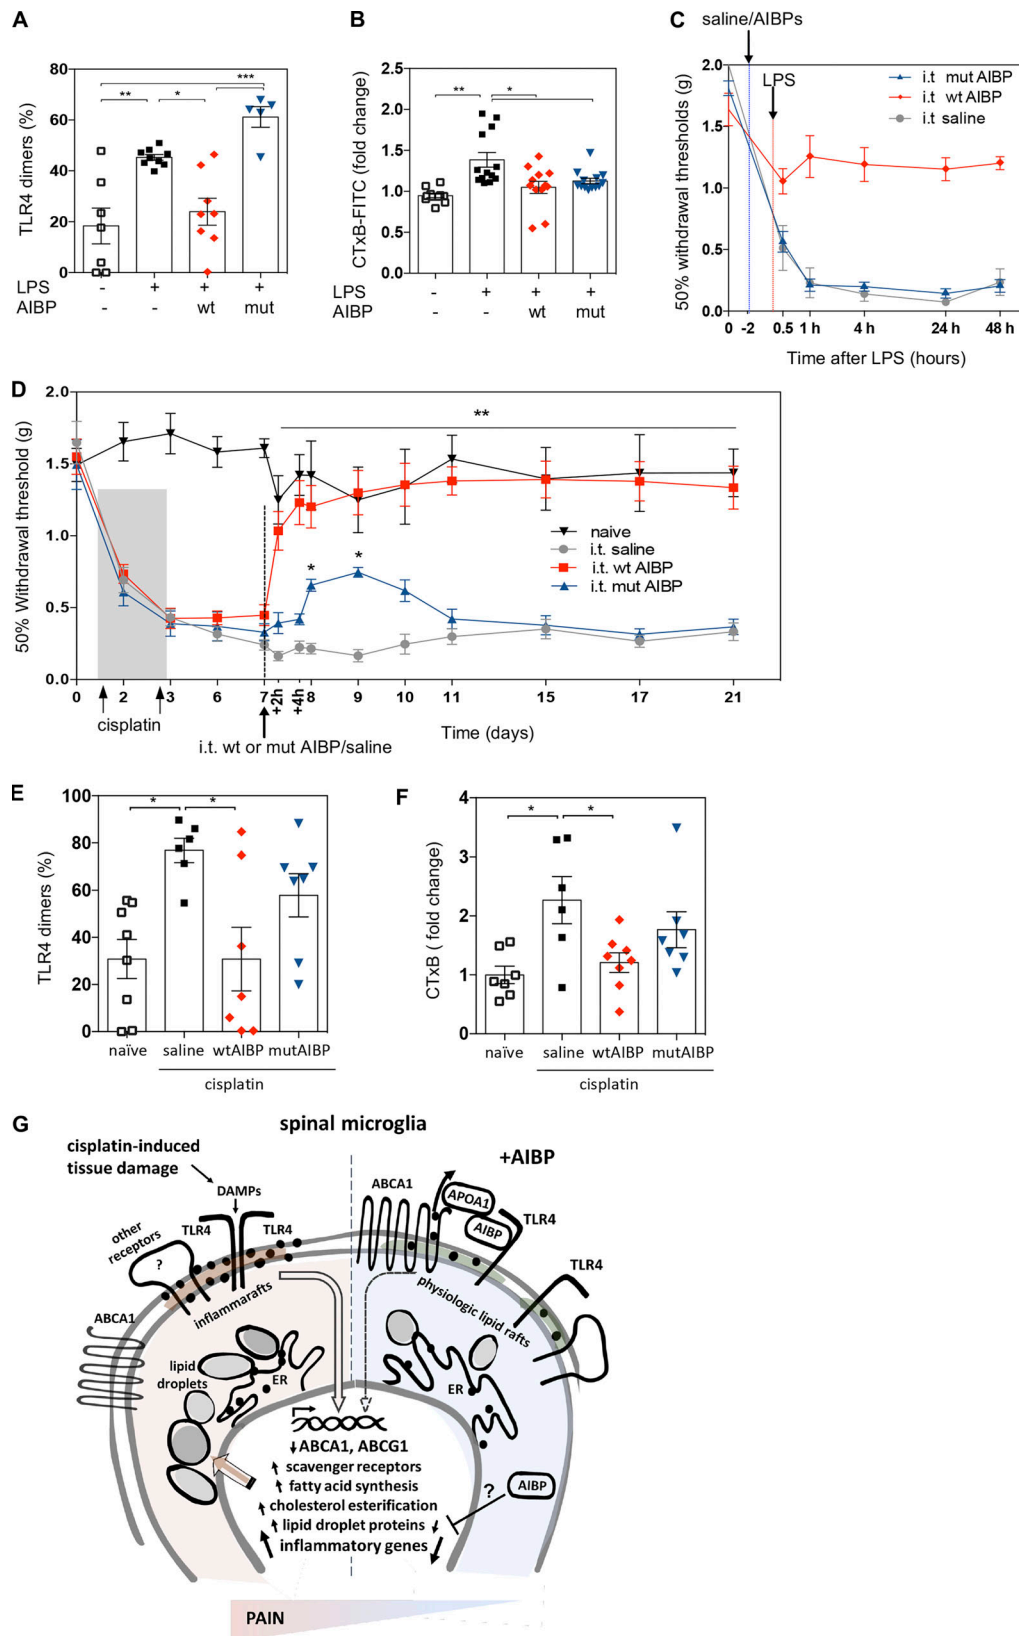 A
TLR4 dimers (%)
80
60
40
20
0
***
**
*
LPS - + + +
AIBP - - wt mut
B
CTxB-FITC (fold change)
2.5
2.0
1.5
1.0
0.5
0.0
**
*
LPS - + + +
AIBP - - wt mut
C
saline/AIBPs
LPS
i.t mut AIBP
i.t wt AIBP
i.t saline
50% withdrawal thresholds (g)
2.0
1.5
1.0
0.5
0.0
0 -2 0.5 1 h 4 h 24 h 48 h
Time after LPS (hours)
D
50% Withdrawal threshold (g)
2.0
1.5
1.0
0.5
0.0
**
naive
i.t. saline
i.t. wt AIBP
i.t. mut AIBP
*
*
0 2 3 6 7 +2h +4h 8 9 10 11 15 17 21
cisplatin
i.t. wt or mut AIBP/saline
Time (days)
E
TLR4 dimers (%)
100
80
60
40
20
0
*
*
naïve saline wtAIBP mutAIBP
cisplatin
F
CTxB ( fold change)
4
3
2
1
0
*
*
naïve saline wtAIBP mutAIBP
cisplatin
G
spinal microglia
cisplatin-induced
tissue damage
+AIBP
DAMPs
ABCA1
APOA1
AIBP
TLR4
other
receptors
?
TLR4
TLR4
TLR4
ABCA1
inflammarafts
physiologic lipid rafts
lipid
droplets
ER
ER
ABCA1, ABCG1
scavenger receptors
fatty acid synthesis
cholesterol esterification
lipid droplet proteins
inflammatory genes
?
AIBP
PAIN